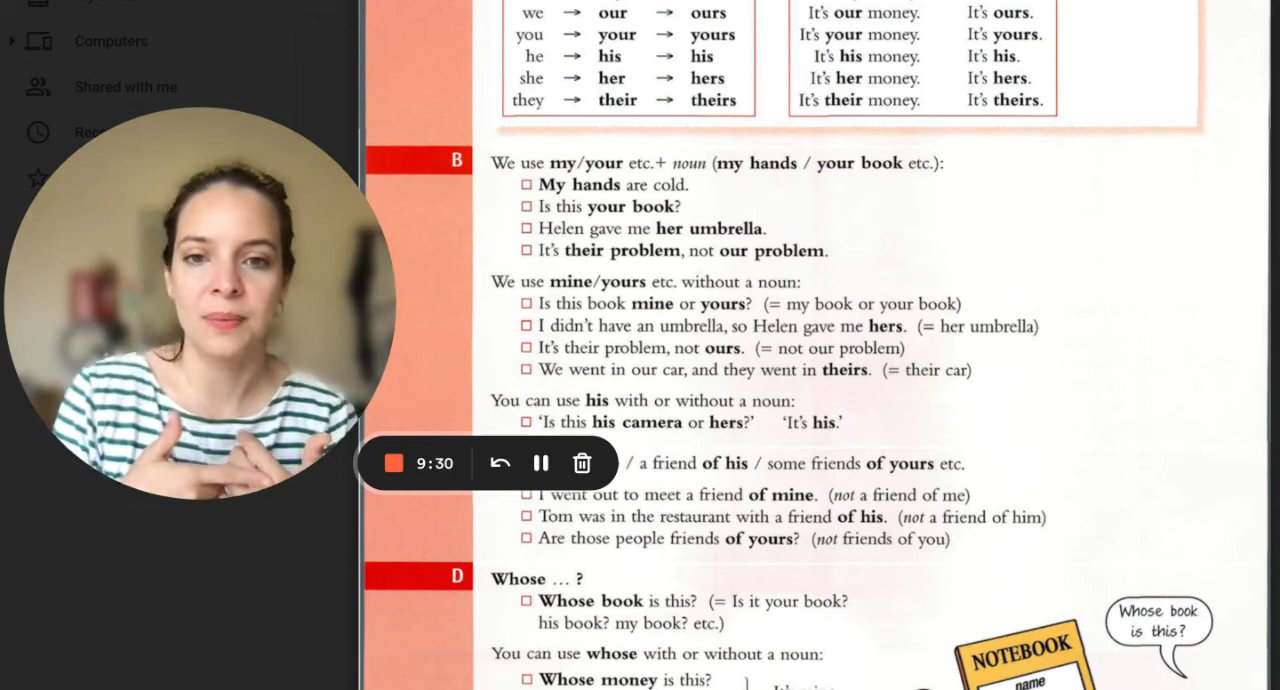 Computers
Shared with me
9:30
we → our → ours
you → your → yours
he → his → his
she → her → hers
they → their → theirs
It's our money. It's ours.
It's your money. It's yours.
It's his money. It's his.
It's her money. It's hers.
It's their money. It's theirs.
B
We use my/your etc.+ noun (my hands / your book etc.):
My hands are cold.
Is this your book?
Helen gave me her umbrella.
It's their problem, not our problem.
We use mine/yours etc. without a noun:
Is this book mine or yours? (= my book or your book)
I didn't have an umbrella, so Helen gave me hers. (= her umbrella)
It's their problem, not ours. (= not our problem)
We went in our car, and they went in theirs. (= their car)
You can use his with or without a noun:
'Is this his camera or hers?' 'It's his.'
/ a friend of his / some friends of yours etc.
I went out to meet a friend of mine. (not a friend of me)
Tom was in the restaurant with a friend of his. (not a friend of him)
Are those people friends of yours? (not friends of you)
D
Whose ... ?
Whose book is this? (= Is it your book?
his book? my book? etc.)
You can use whose with or without a noun:
Whose money is this?
Whose book
is this?
NOTEBOOK
name